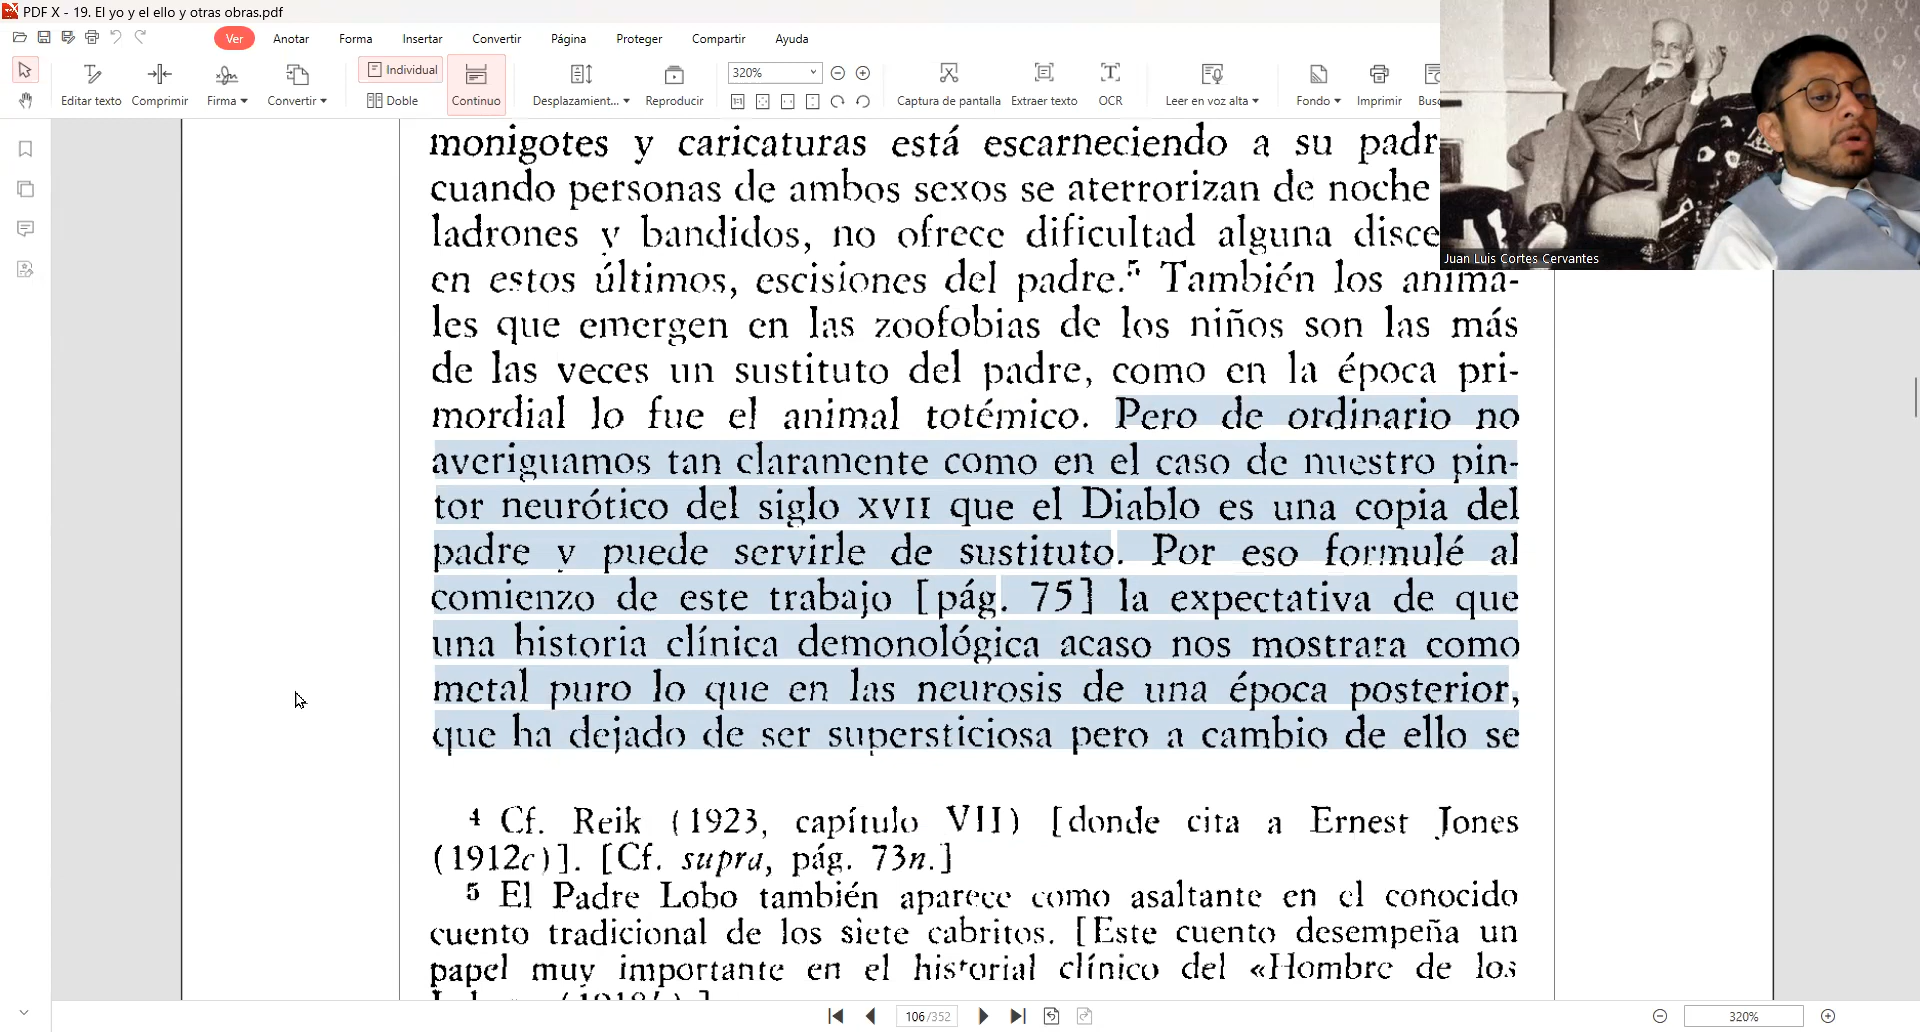 PDF X - 19. El yo y el ello y otras obras.pdf
Ver Anotar Forma Insertar Convertir Página Proteger Compartir Ayuda
Individual
320%
Editar texto Comprimir Firma Convertir Doble Continuo Desplazamient... Reproducir Captura de pantalla Extraer texto OCR Leer en voz alta Fondo Imprimir Busc
Juan Luis Cortes Cervantes
monigotes y caricaturas está escarneciendo a su padr
cuando personas de ambos sexos se aterrorizan de noche
ladrones y bandidos, no ofrece dificultad alguna disce
en estos últimos, escisiones del padre.5 También los anima-
les que emergen en las zoofobias de los niños son las más
de las veces un sustituto del padre, como en la época pri-
mordial lo fue el animal totémico. Pero de ordinario no
averiguamos tan claramente como en el caso de nuestro pin-
tor neurótico del siglo XVII que el Diablo es una copia del
padre y puede servirle de sustituto. Por eso formulé al
comienzo de este trabajo [pág. 75] la expectativa de que
una historia clínica demonológica acaso nos mostrara como
metal puro lo que en las neurosis de una época posterior,
que ha dejado de ser supersticiosa pero a cambio de ello se
4 Cf. Reik (1923, capítulo VII) [donde cita a Ernest Jones
(1912c)]. [Cf. supra, pág. 73n.]
5 El Padre Lobo también aparece como asaltante en el conocido
cuento tradicional de los siete cabritos. [Este cuento desempeña un
papel muy importante en el historial clínico del «Hombre de los
106 /352
320%